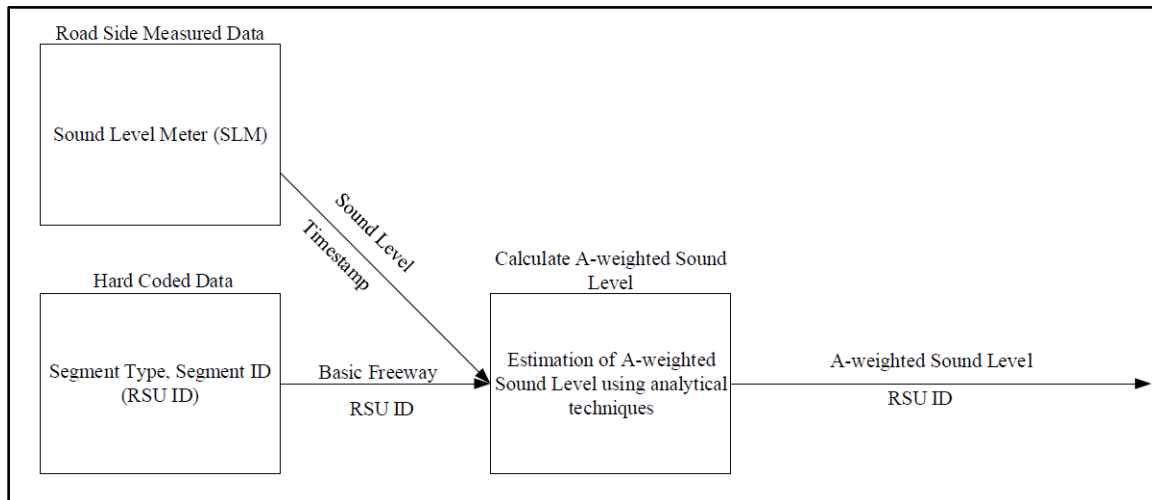 Road Side Measured Data
Sound Level Meter (SLM)
Sound Level
Timestamp
Hard Coded Data
Segment Type, Segment ID
(RSU ID)
Basic Freeway
RSU ID
Calculate A-weighted Sound
Level
Estimation of A-weighted
Sound Level using analytical
techniques
A-weighted Sound Level
RSU ID